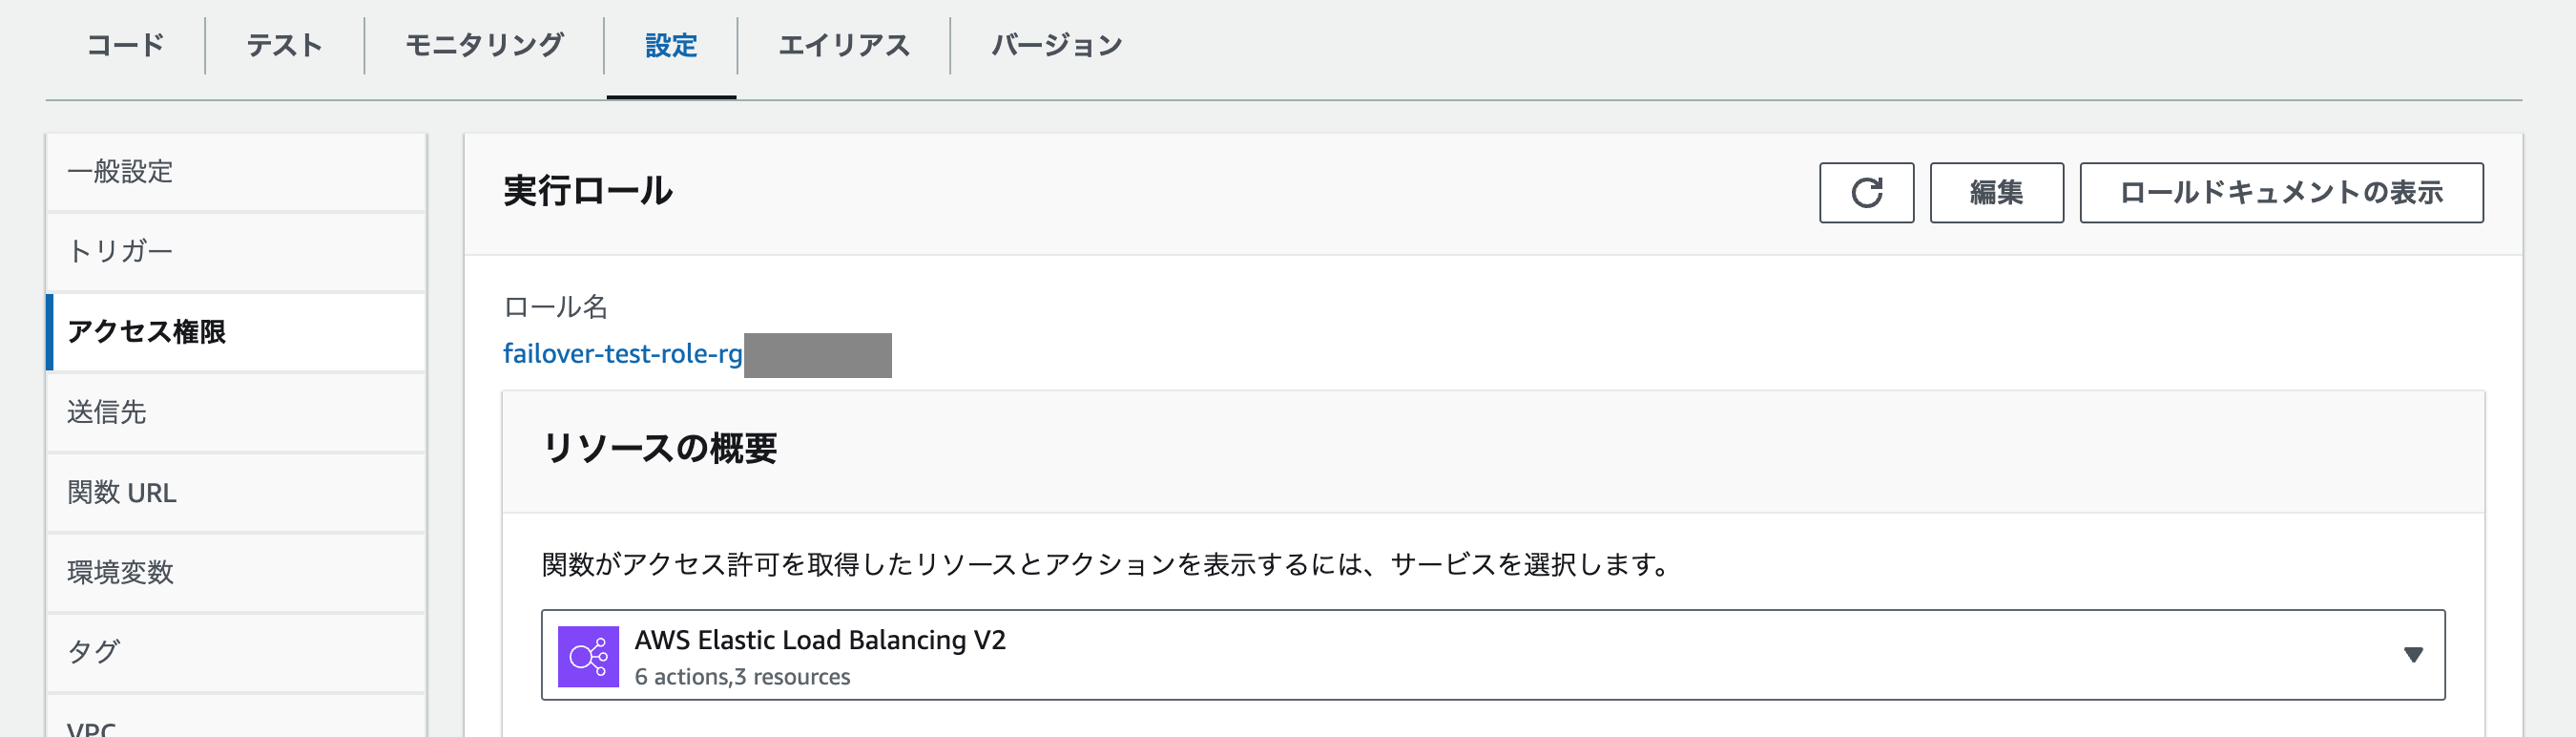 コード テスト モニタリング 設定 エイリアス バージョン
一般設定
トリガー
アクセス権限
送信先
関数 URL
環境変数
タグ
VPC
実行ロール
編集 ロールドキュメントの表示
ロール名
failover-test-role-rg
リソースの概要
関数がアクセス許可を取得したリソースとアクションを表示するには、サービスを選択します。
AWS Elastic Load Balancing V2
6 actions,3 resources